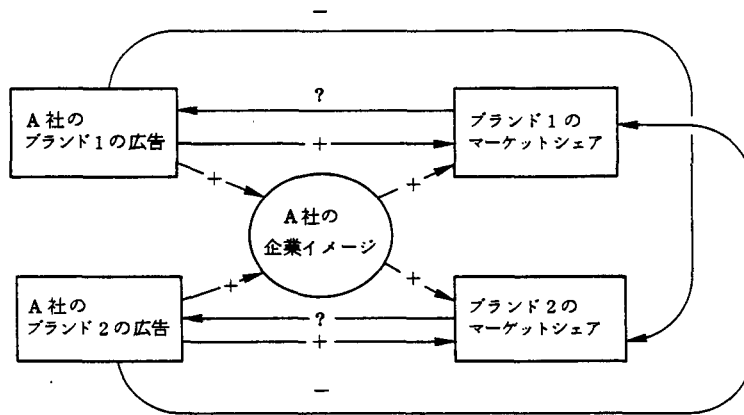 −
A社の
ブランド1の広告
?
+
ブランド1の
マーケットシェア
+
+
A社の
企業イメージ
+
+
A社の
ブランド2の広告
?
+
ブランド2の
マーケットシェア
−